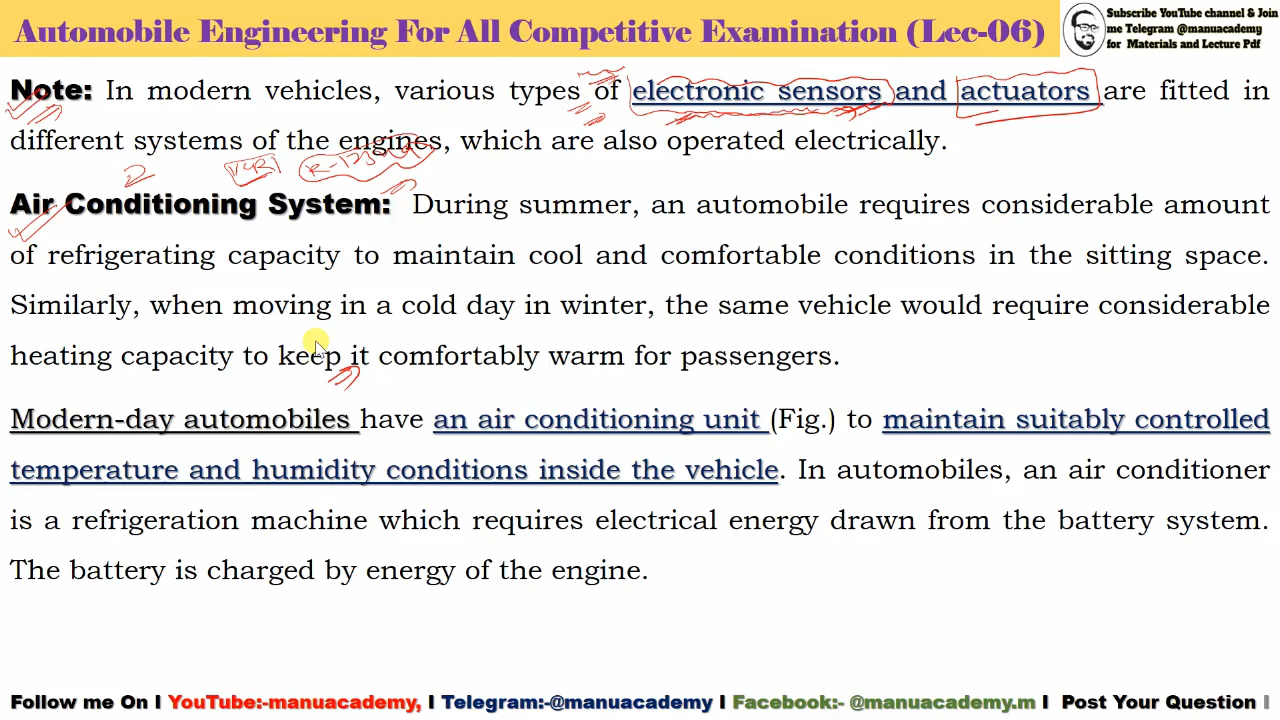 Automobile Engineering For All Competitive Examination (Lec-06)
Subscribe YouTube channel & Join
me Telegram @manuacademy
for Materials and Lecture Pdf
Note: In modern vehicles, various types of electronic sensors and actuators are fitted in
different systems of the engines, which are also operated electrically.
Air Conditioning System: During summer, an automobile requires considerable amount
of refrigerating capacity to maintain cool and comfortable conditions in the sitting space.
Similarly, when moving in a cold day in winter, the same vehicle would require considerable
heating capacity to keep it comfortably warm for passengers.
Modern-day automobiles have an air conditioning unit (Fig.) to maintain suitably controlled
temperature and humidity conditions inside the vehicle. In automobiles, an air conditioner
is a refrigeration machine which requires electrical energy drawn from the battery system.
The battery is charged by energy of the engine.
Follow me On I YouTube:-manuacademy, I Telegram:-@manuacademy I Facebook:- @manuacademy.m I Post Your Question I